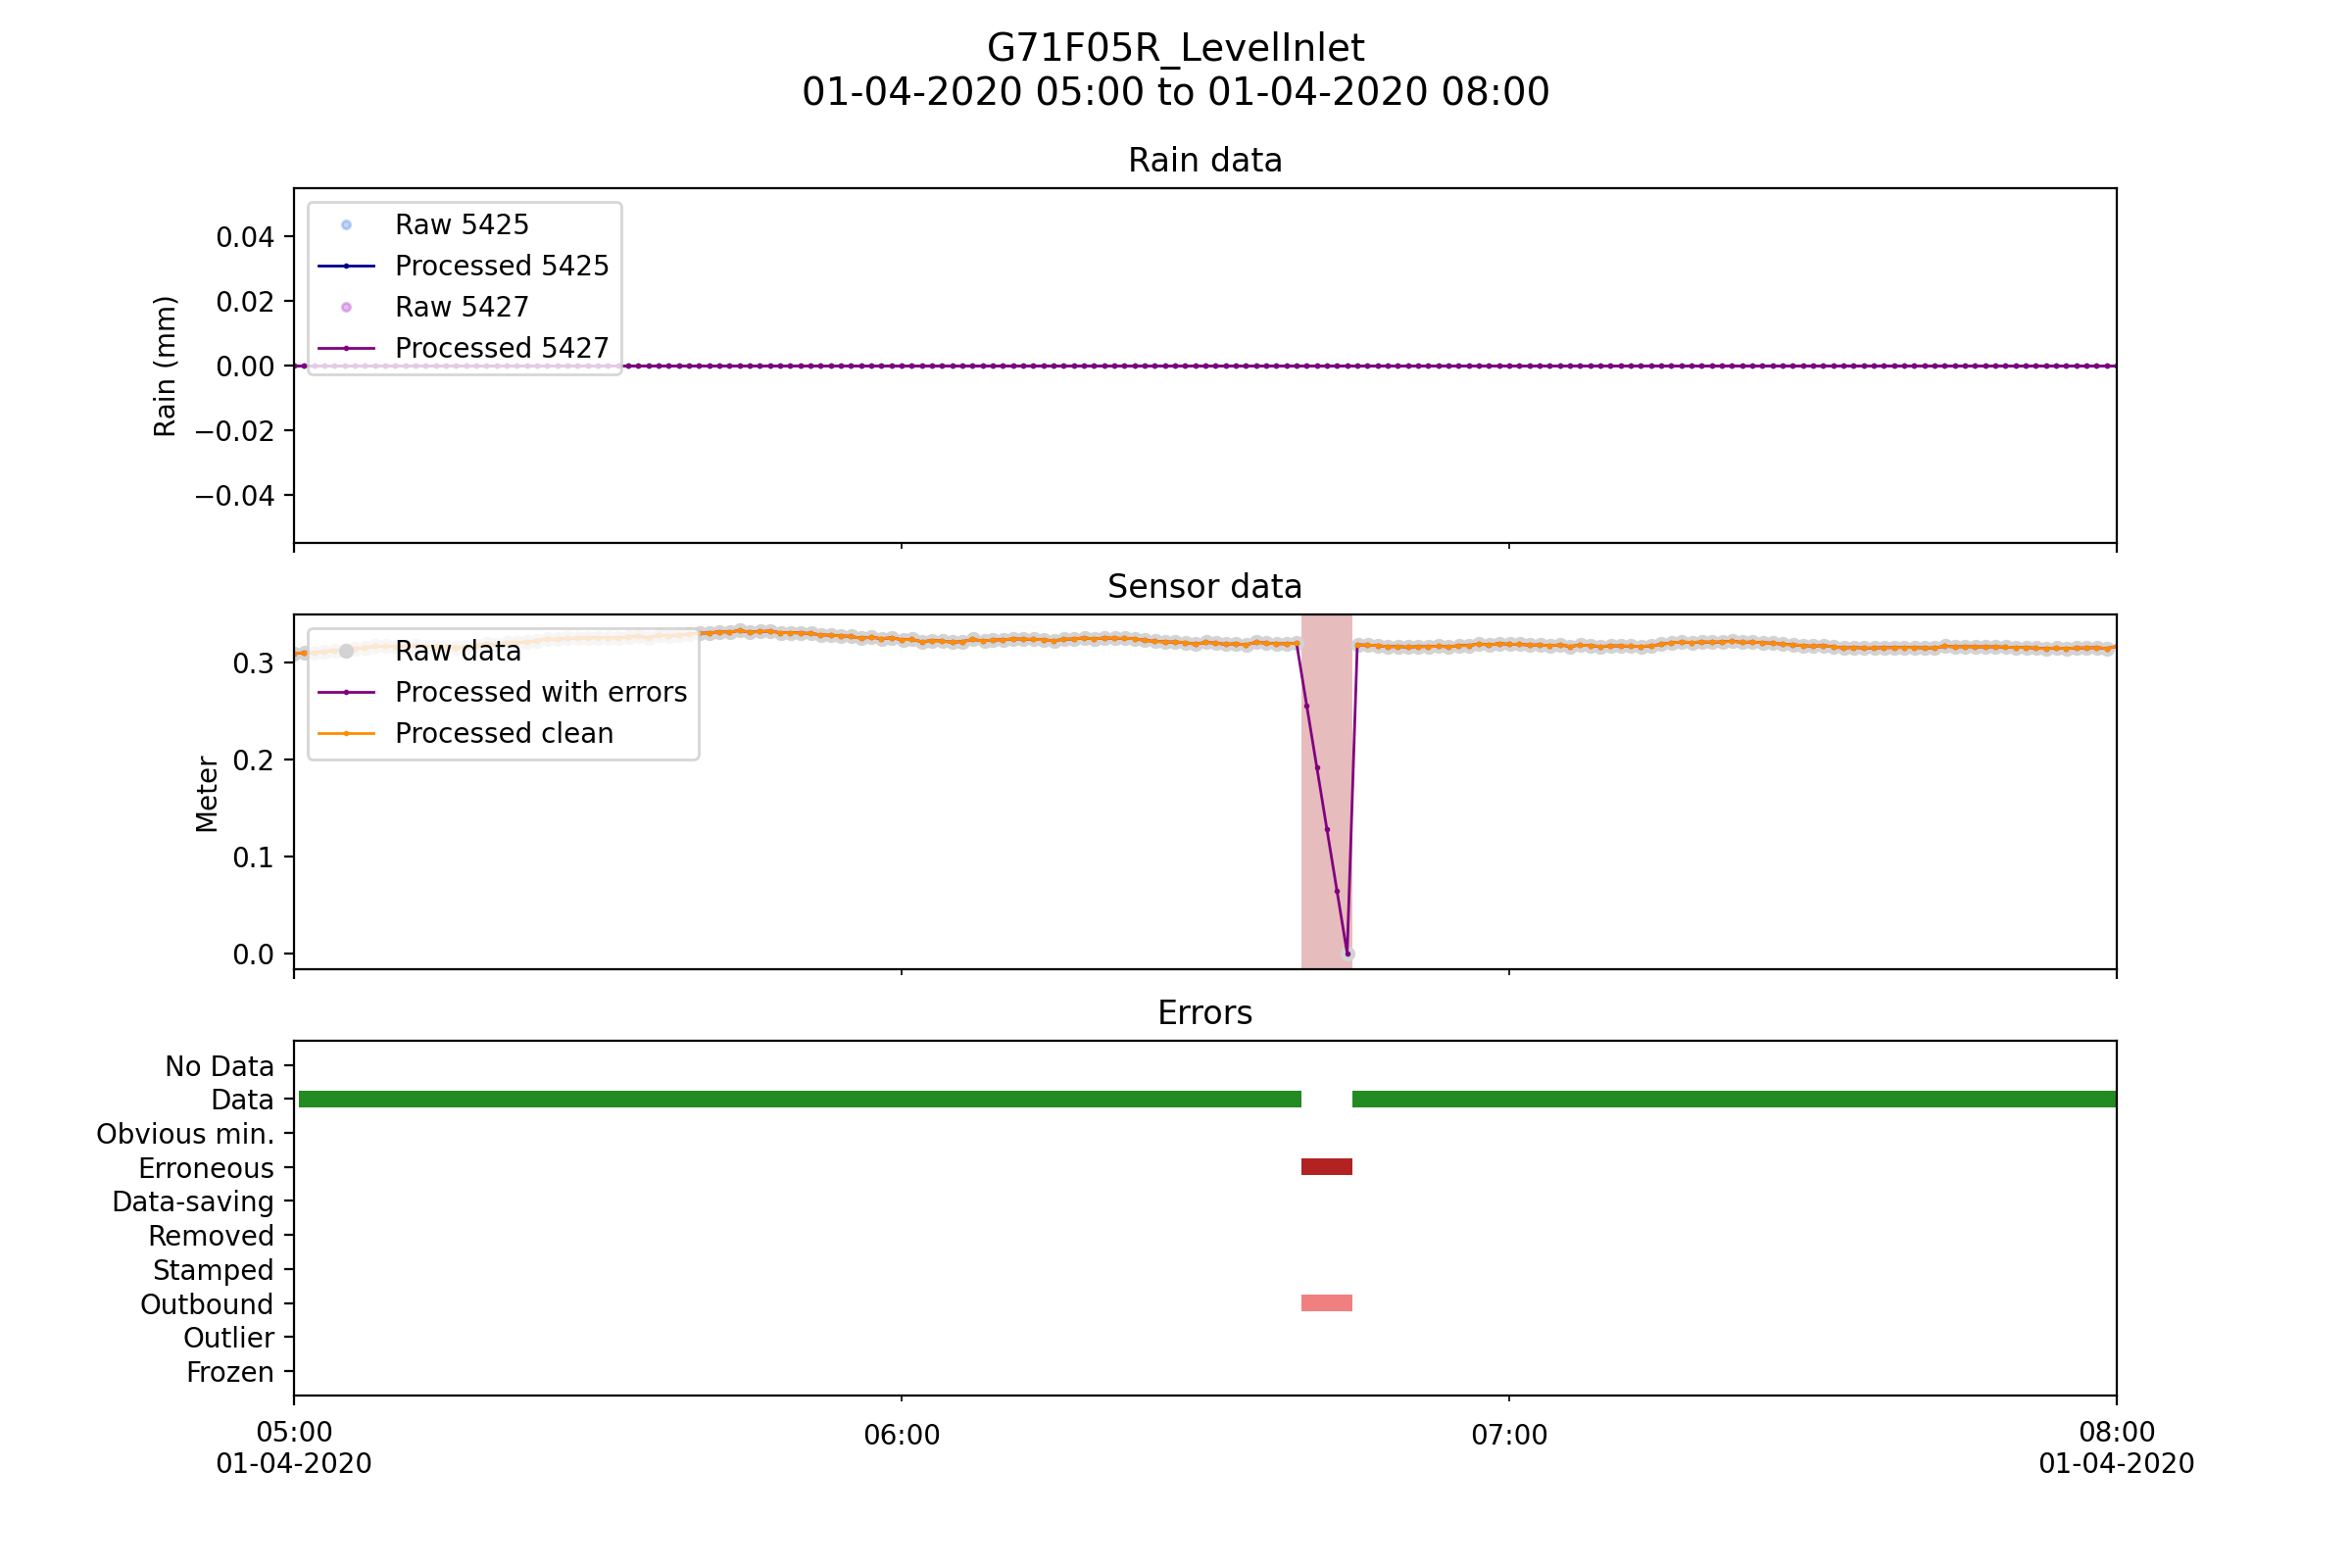 G71F05R_LevelInlet
01-04-2020 05:00 to 01-04-2020 08:00
Rain data
Raw 5425
Processed 5425
Raw 5427
Processed 5427
0.04
0.02
0.00
−0.02
−0.04
Rain (mm)
Sensor data
Raw data
Processed with errors
Processed clean
0.3
0.2
0.1
0.0
Meter
Errors
No Data
Data
Obvious min.
Erroneous
Data-saving
Removed
Stamped
Outbound
Outlier
Frozen
05:00
01-04-2020
06:00
07:00
08:00
01-04-2020